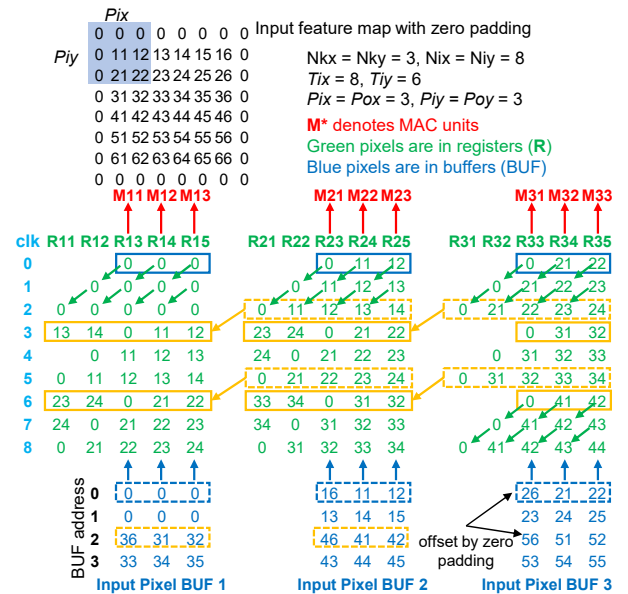 Pix
Piy
0 0 0 0 0 0 0 0
0 11 12 13 14 15 16 0
0 21 22 23 24 25 26 0
0 31 32 33 34 35 36 0
0 41 42 43 44 45 46 0
0 51 52 53 54 55 56 0
0 61 62 63 64 65 66 0
0 0 0 0 0 0 0 0
Input feature map with zero padding
Nkx = Nky = 3, Nix = Niy = 8
Tix = 8, Tiy = 6
Pix = Pox = 3, Piy = Poy = 3
M* denotes MAC units
Green pixels are in registers (R)
Blue pixels are in buffers (BUF)
M11 M12 M13 M21 M22 M23 M31 M32 M33
clk R11 R12 R13 R14 R15 R21 R22 R23 R24 R25 R31 R32 R33 R34 R35
0 0 0 0 0 11 12 0 21 22
1 0 0 0 0 0 11 12 13 0 21 22 23
2 0 0 0 0 0 0 11 12 13 14 0 21 22 23 24
3 13 14 0 11 12 23 24 0 21 22 0 31 32
4 0 11 12 13 24 0 21 22 23 0 31 32 33
5 0 11 12 13 14 0 21 22 23 24 0 31 32 33 34
6 23 24 0 21 22 33 34 0 31 32 0 41 42
7 24 0 21 22 23 34 0 31 32 33 0 41 42 43
8 0 21 22 23 24 0 31 32 33 34 0 41 42 43 44
BUF address
0 0 0 0 16 11 12 26 21 22
1 0 0 0 13 14 15 23 24 25
2 36 31 32 46 41 42 56 51 52
3 33 34 35 43 44 45 53 54 55
offset by zero
padding
Input Pixel BUF 1 Input Pixel BUF 2 Input Pixel BUF 3